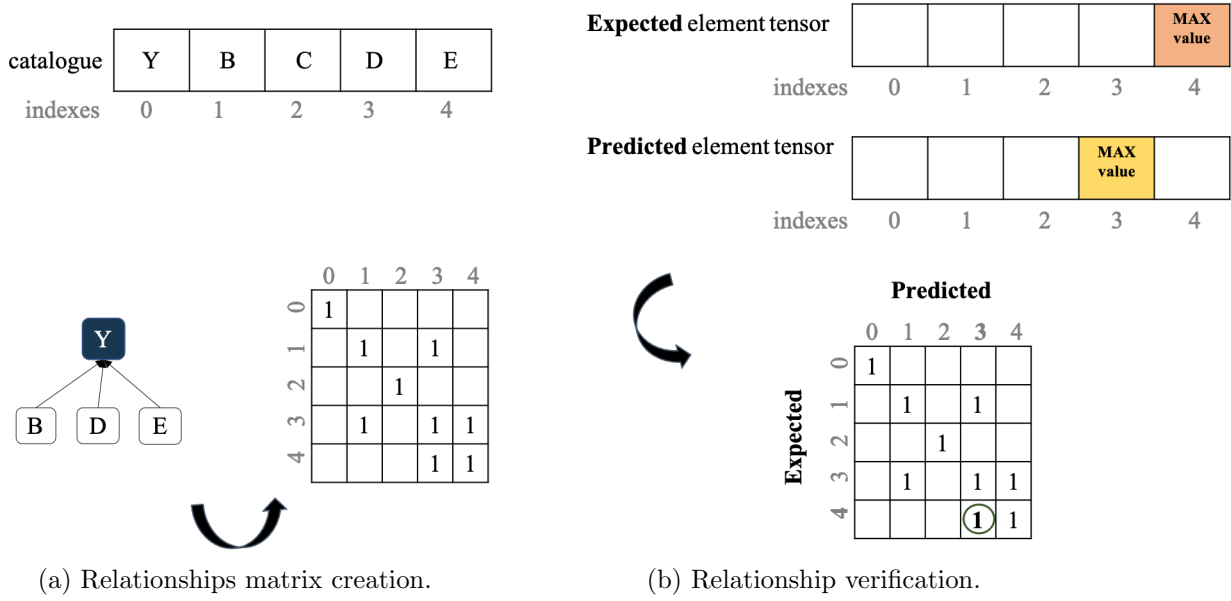 catalogue Y B C D E
indexes 0 1 2 3 4
Y
B D E
0 1 2 3 4
0 1
1 1 1
2 1
3 1 1 1
4 1 1
(a) Relationships matrix creation.
Expected element tensor MAX value
indexes 0 1 2 3 4
Predicted element tensor MAX value
indexes 0 1 2 3 4
Predicted
0 1 2 3 4
Expected
0 1
1 1 1
2 1
3 1 1 1
4 1 1
(b) Relationship verification.